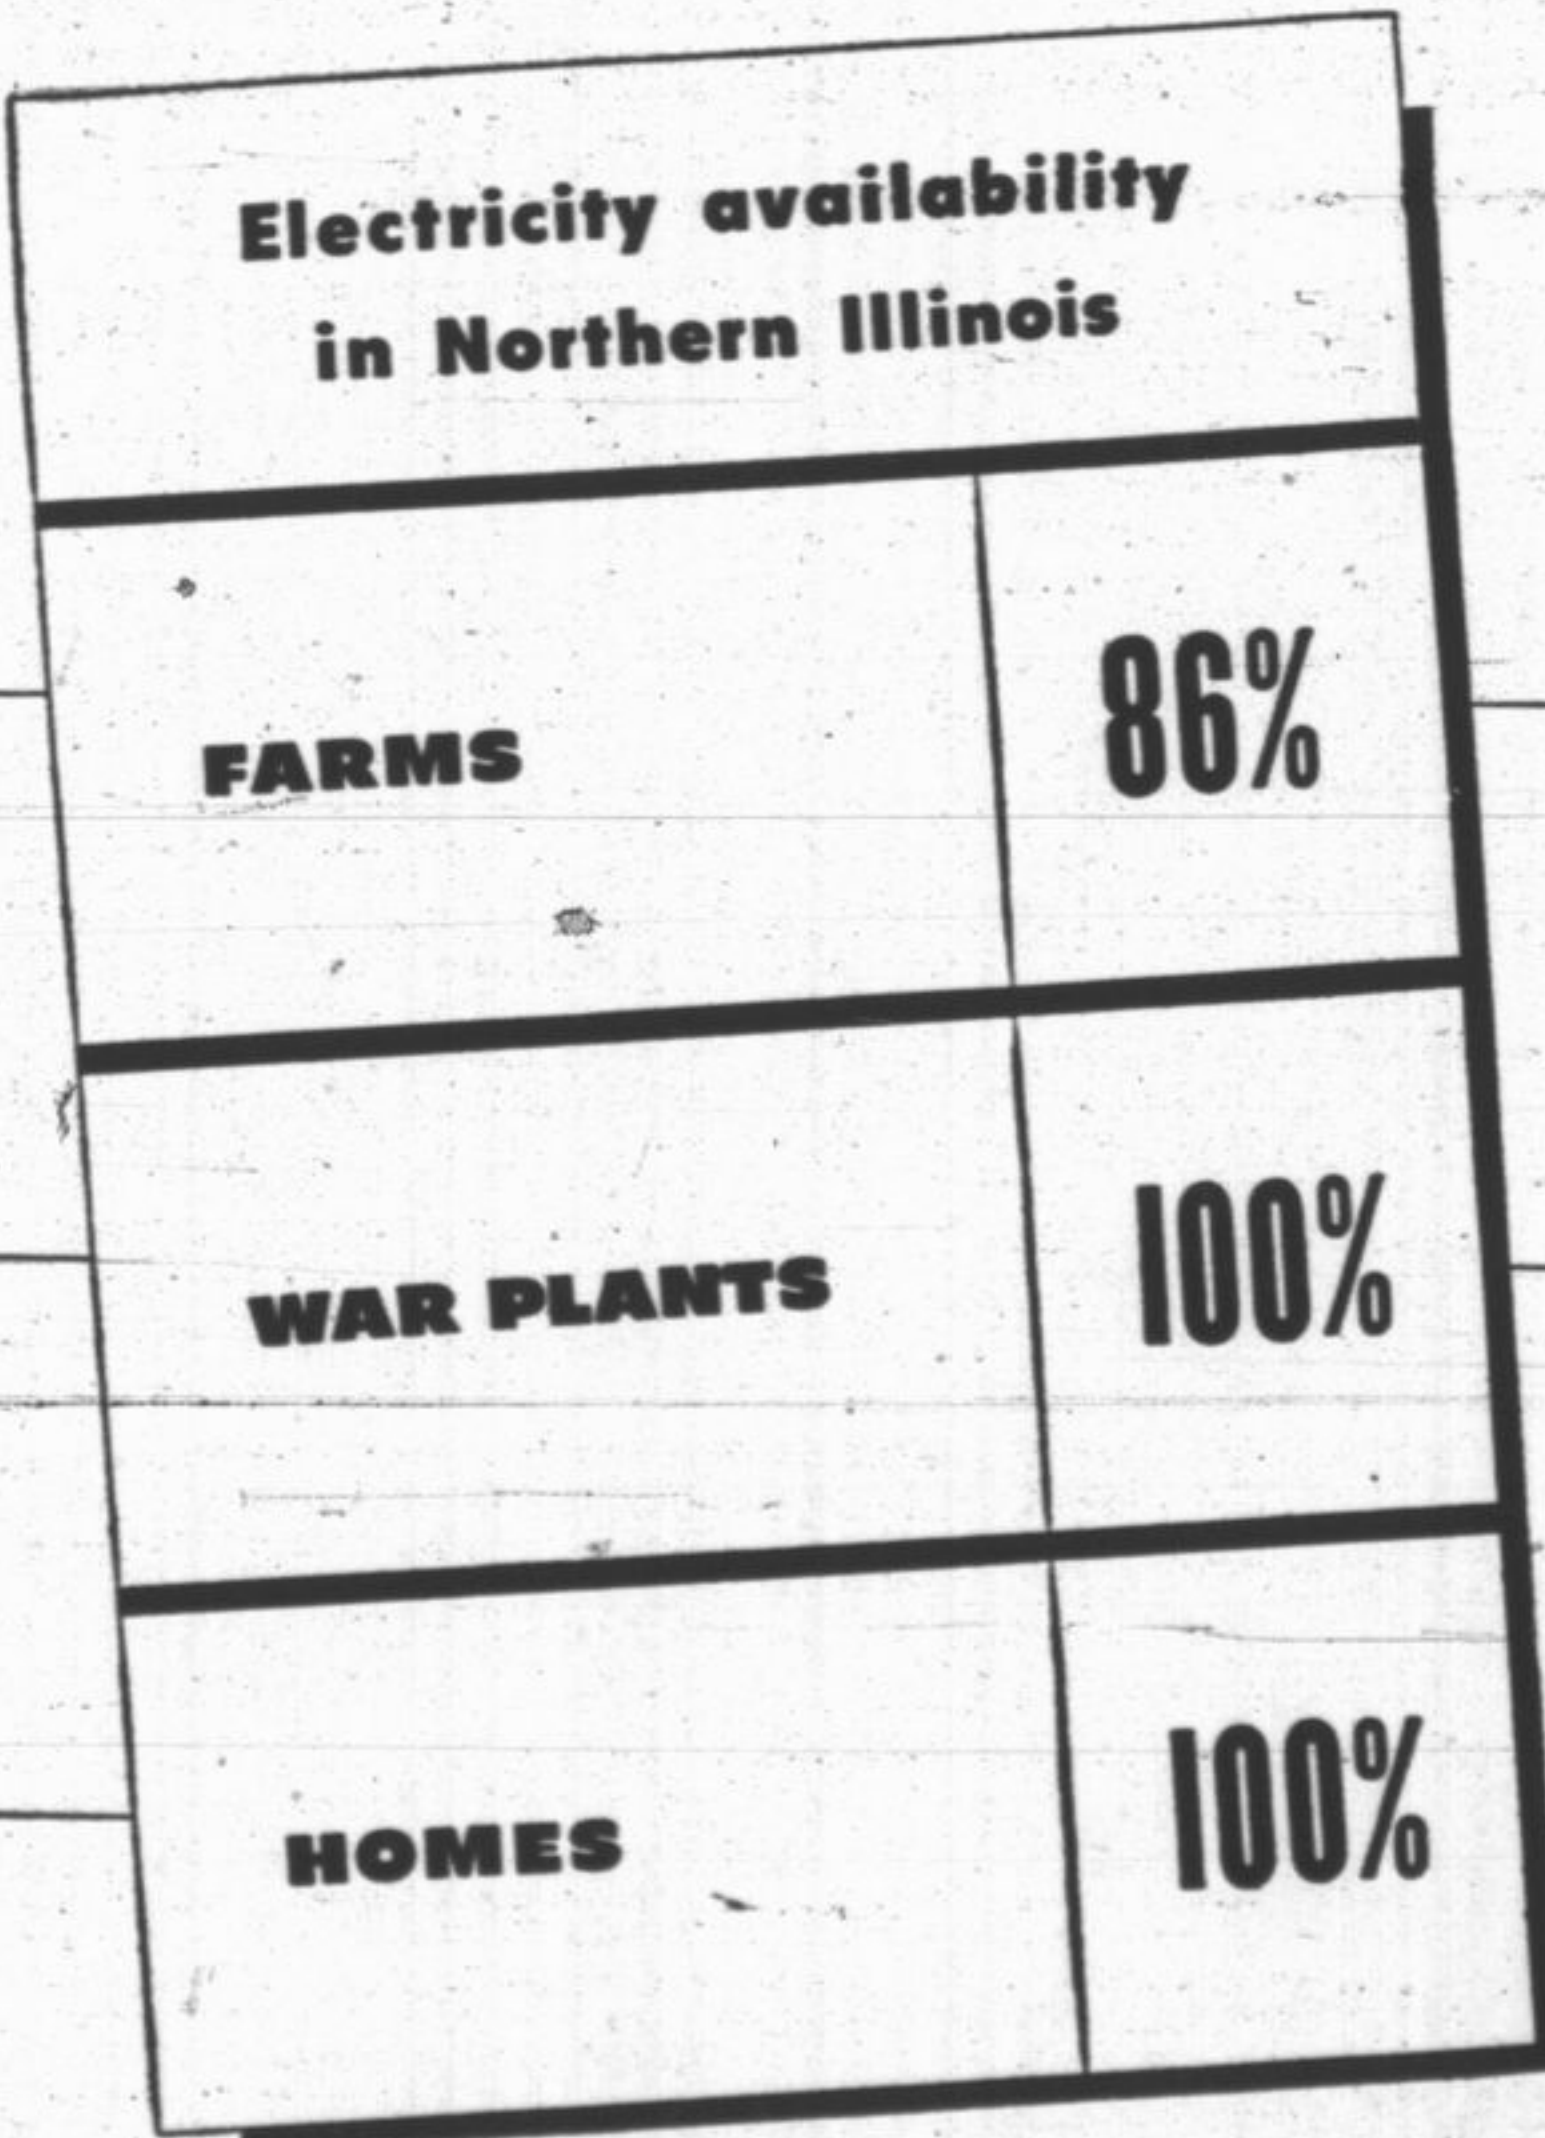 Electricity availability
in Northern Illinois
FARMS 86%
WAR PLANTS 100%
HOMES 100%